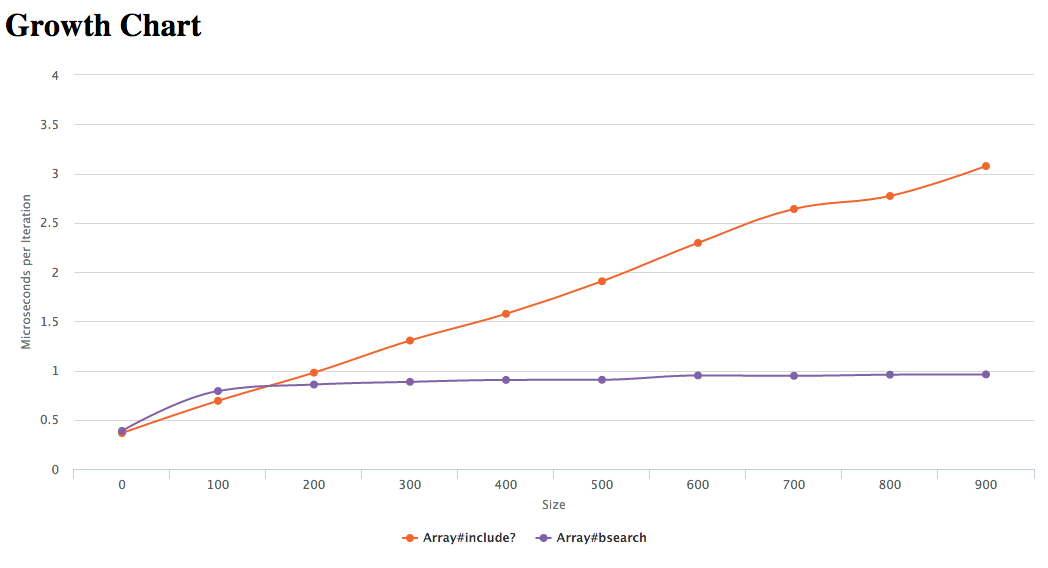 Growth Chart
4
3.5
3
2.5
2
1.5
1
0.5
0
Microseconds per Iteration
0 100 200 300 400 500 600 700 800 900
Size
Array#include? Array#bsearch